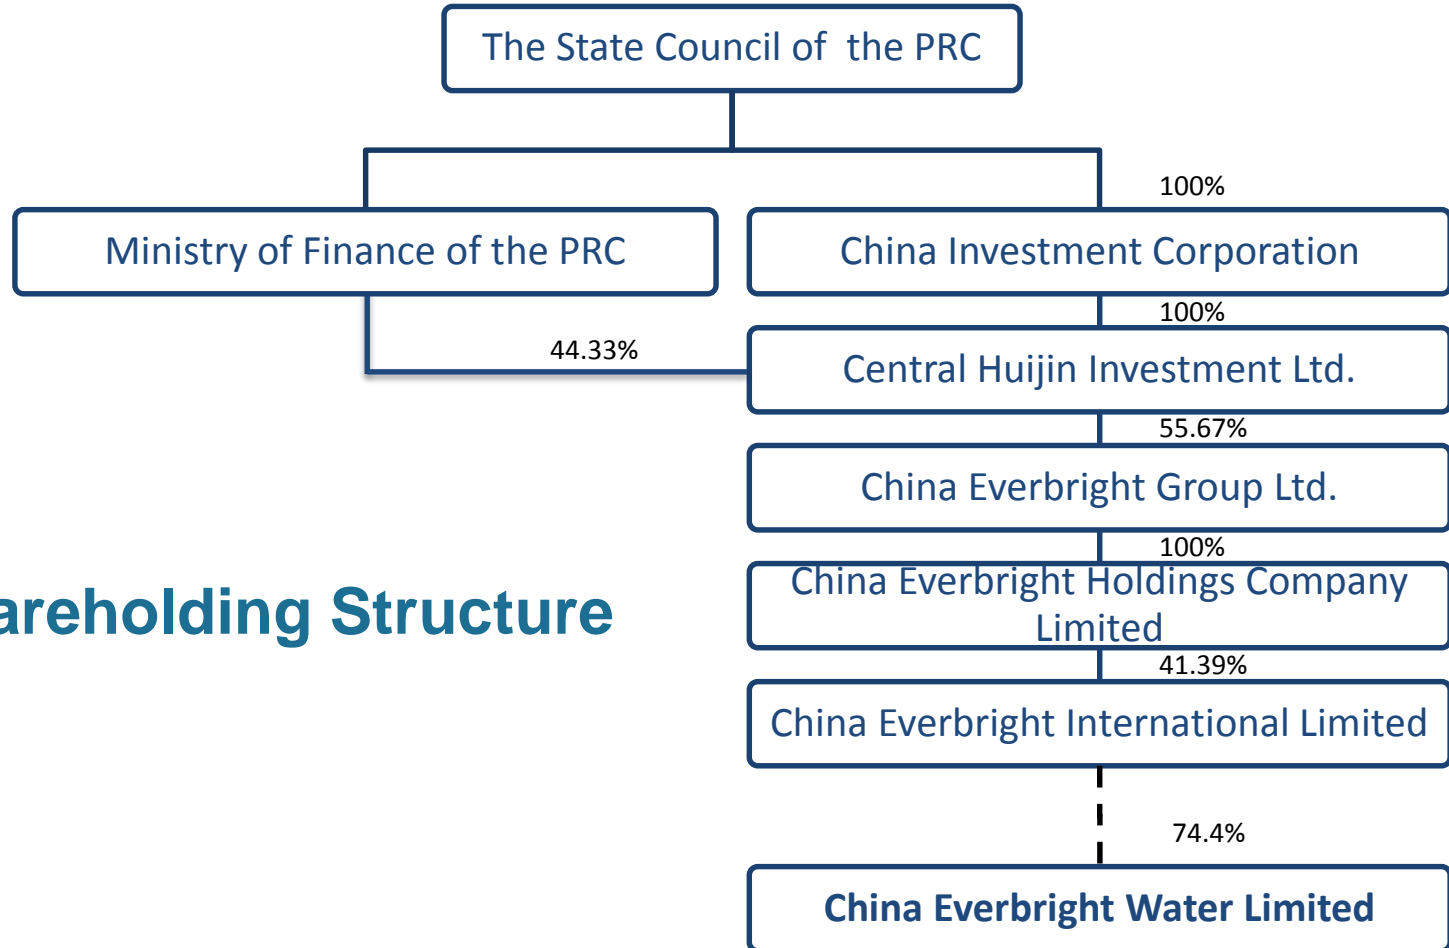 The State Council of the PRC
100%
Ministry of Finance of the PRC
China Investment Corporation
100%
44.33%
Central Huijin Investment Ltd.
55.67%
China Everbright Group Ltd.
100%
China Everbright Holdings Company
Limited
areholding Structure
41.39%
China Everbright International Limited
74.4%
China Everbright Water Limited